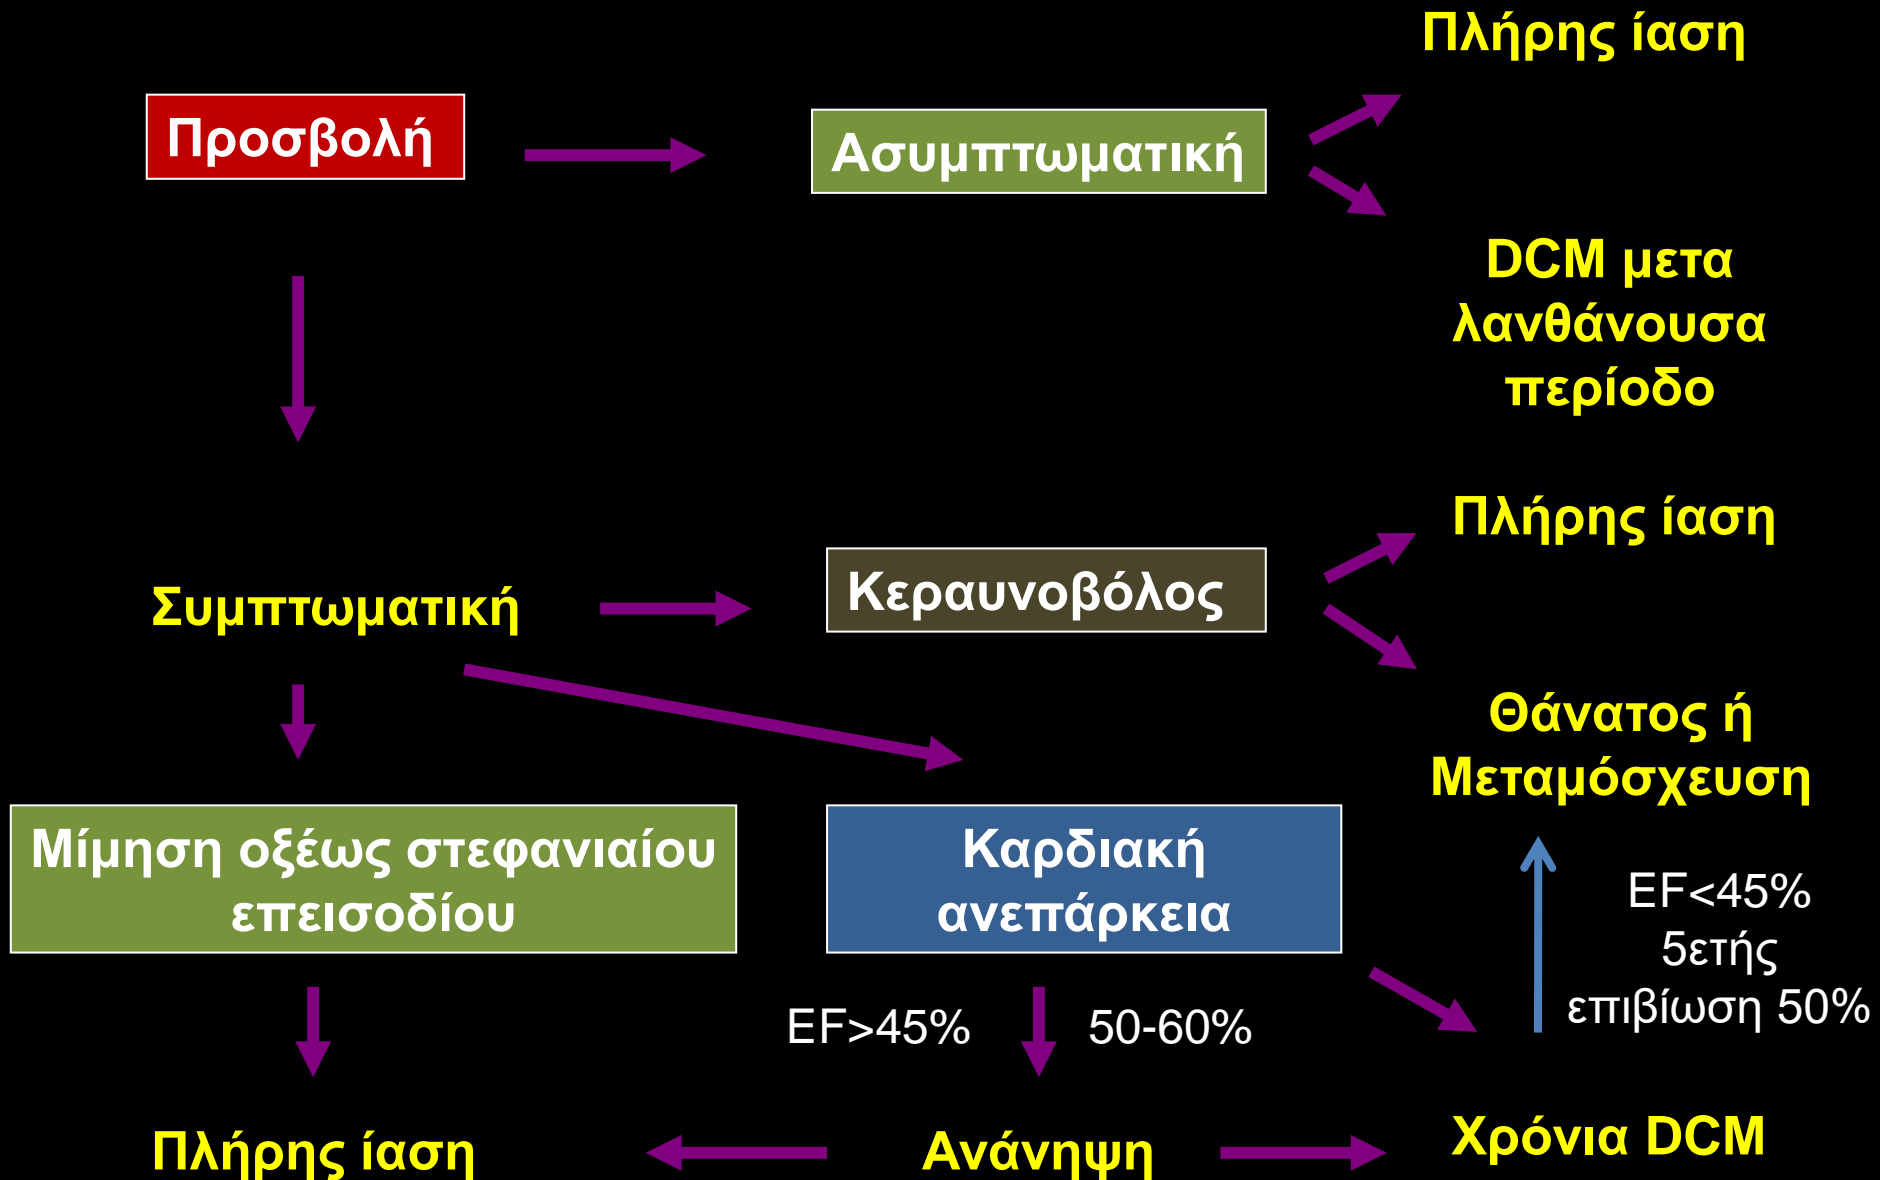 Πλήρης ίαση
Προσβολή
Ασυμπτωματική
DCM μετα
λανθάνουσα
περίοδο
Πλήρης ίαση
Συμπτωματική
Κεραυνοβόλος
Θάνατος ή
Μεταμόσχευση
Μίμηση οξέως στεφανιαίου
επεισοδίου
Καρδιακή
ανεπάρκεια
EF<45%
5ετής
επιβίωση 50%
EF>45%
50-60%
Πλήρης ίαση
Ανάνηψη
Χρόνια DCM